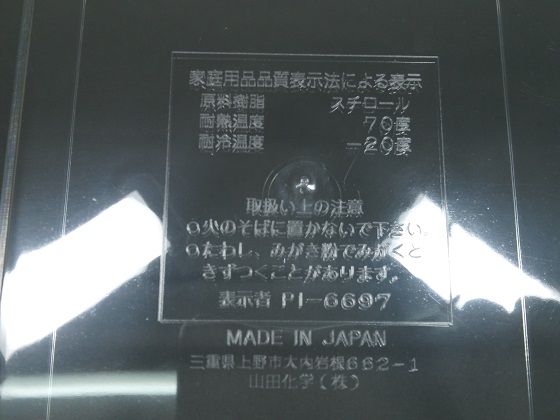 家庭用品品質表示法による表示
原料樹脂 スチロール
耐熱温度 70度
耐冷温度 -20度
取扱い上の注意
○火のそばに置かないで下さい。
○たわし、みがき粉でみがくと
きずつくことがあります。
表示者 PI-6697
MADE IN JAPAN
三重県上野市大内岩根662-1
山田化学(株)